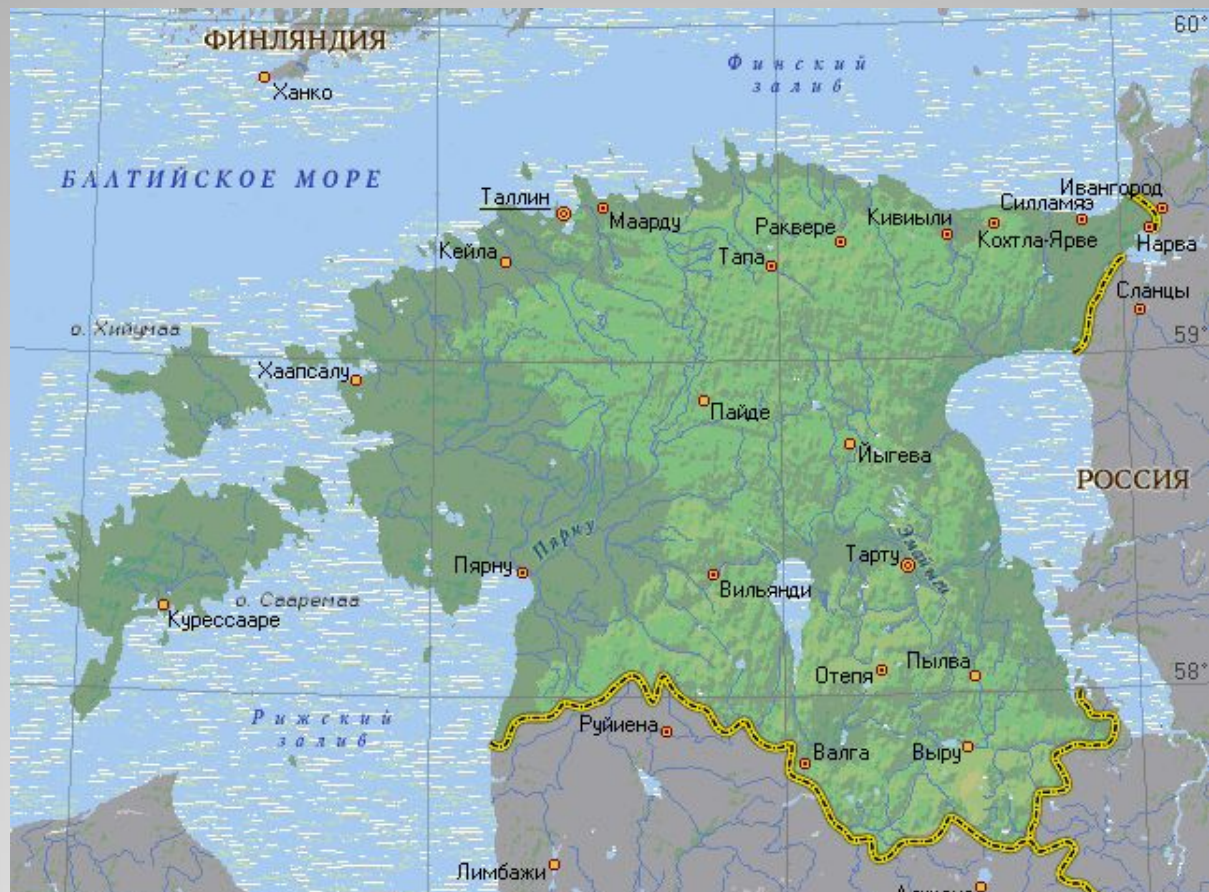 60°
ФИНЛЯНДИЯ
Ханко
Финский
залив
БАЛТИЙСКОЕ МОРЕ
Таллин
Маарду
Раквере
Кивиыли
Силламяэ
Ивангород
Кохтла-Ярве
Нарва
Кейла
Тапа
Сланцы
о. Хийумаа
59°
Хаапсалу
Пайде
Йыгева
РОССИЯ
Пярну
Эмайыги
Пярну
Тарту
Вильянди
о. Сааремаа
Курессааре
Отепя
Пылва
58°
Рижский
залив
Руйиена
Валга
Выру
Лимбажи